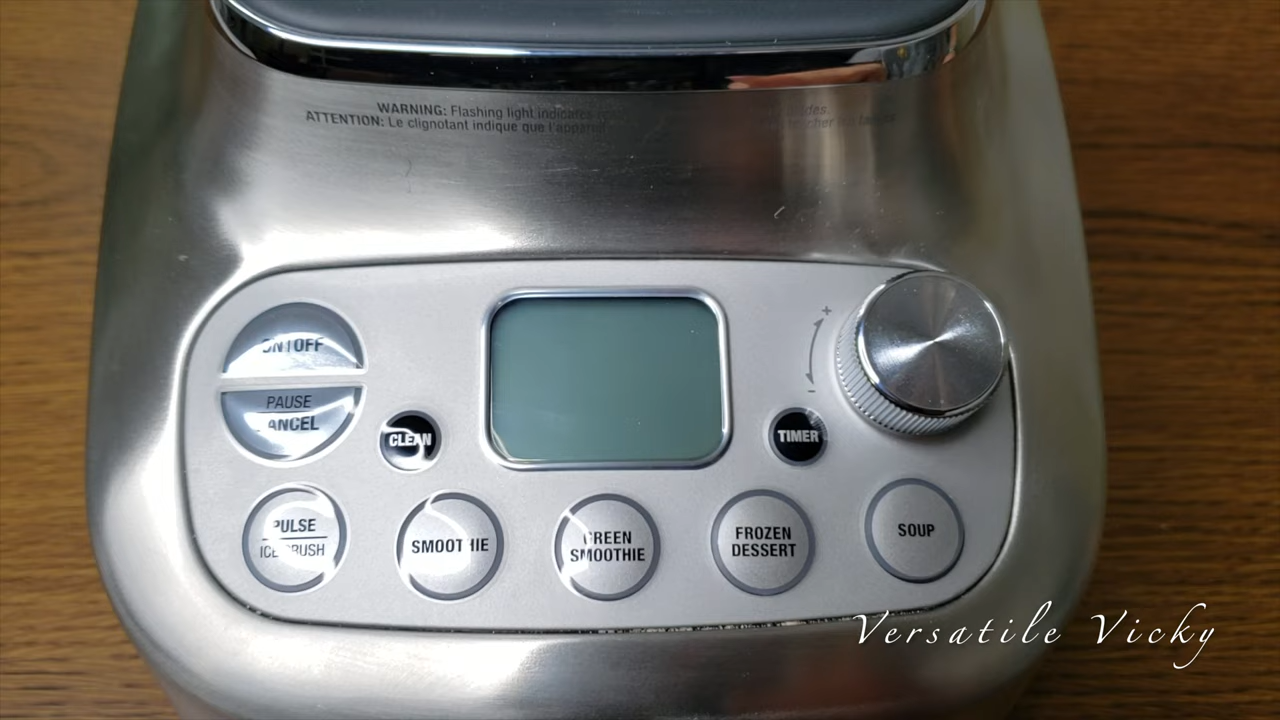 WARNING: Flashing light indicates
ATTENTION: Le clignotant indique que l'appareil
ON|OFF
PAUSE
CANCEL
CLEAN
TIMER
+
-
PULSE
ICE CRUSH
SMOOTHIE
GREEN
SMOOTHIE
FROZEN
DESSERT
SOUP
Versatile Vicky